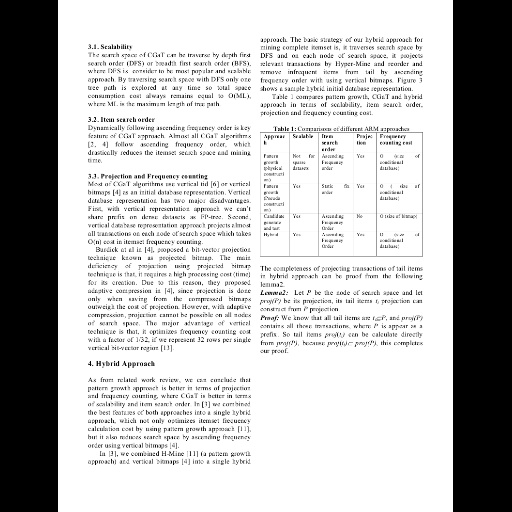 3.1. Scalability
The search space of CGaT can be traverse by depth first
search order (DFS) or breadth first search order (BFS),
where DFS is consider to be most popular and scalable
approach. By traversing search space with DFS only one
tree path is explored at any time so total space
consumption cost always remains equal to O(ML),
where ML is the maximum length of tree path.
3.2. Item search order
Dynamically following ascending frequency order is key
feature of CGaT approach. Almost all CGaT algorithms
[2, 4] follow ascending frequency order, which
drastically reduces the itemset search space and mining
time.
3.3. Projection and Frequency counting
Most of CGaT algorithms use vertical tid [6] or vertical
bitmaps [4] as an initial database representation. Vertical
database representation has two major disadvantages.
First, with vertical representation approach we can't
share prefix on dense datasets as FP-tree. Second,
vertical database representation approach projects almost
all transactions on each node of search space which takes
O(n) cost in itemset frequency counting.
Burdick at al in [4], proposed a bit-vector projection
technique known as projected bitmap. The main
deficiency of projection using projected bitmap
technique is that, it requires a high processing cost (time)
for its creation. Due to this reason, they proposed
adaptive compression in [4], since projection is done
only when saving from the compressed bitmaps
outweigh the cost of projection. However, with adaptive
compression, projection cannot be possible on all nodes
of search space. The major advantage of vertical
technique is that, it optimizes frequency counting cost
with a factor of 1/32, if we represent 32 rows per single
vertical bit-vector region [13].
4. Hybrid Approach
As from related work review, we can conclude that
pattern growth approach is better in terms of projection
and frequency counting, where CGaT is better in terms
of scalability and item search order. In [3] we combined
the best features of both approaches into a single hybrid
approach, which not only optimizes itemset frequency
calculation cost by using pattern growth approach [11],
but it also reduces search space by ascending frequency
order using vertical bitmaps [4].
In [3], we combined H-Mine [11] (a pattern growth
approach) and vertical bitmaps [4] into a single hybrid
approach. The basic strategy of our hybrid approach for
mining complete itemset is, it traverses search space by
DFS and on each node of search space, it projects
relevant transactions by Hyper-Mine and reorder and
remove infrequent items from tail by ascending
frequency order with using vertical bitmaps. Figure 3
shows a sample hybrid initial database representation.
Table 1 compares pattern growth, CGaT and hybrid
approach in terms of scalability, item search order,
projection and frequency counting cost.
Table 1: Comparisons of different ARM approaches
Approac
h
Scalable
Item
search
order
Projec
tion
Frequency
counting cost
Pattern
growth
(physical
constructi
on)
Not for
sparse
datasets
Ascending
Frequency
order
Yes
O (size of
conditional
database)
Pattern
growth
(Pseudo
constructi
on)
Yes
Static fix
order
Yes
O ( size of
conditional
database)
Candidate
generate
and test
Yes
Ascending
Frequency
Order
No
O (size of bitmap)
Hybrid
Yes
Ascending
Frequency
Order
Yes
O (size of
conditional
database)
The completeness of projecting transactions of tail items
in hybrid approach can be proof from the following
lemma2.
Lemma2: Let P be the node of search space and let
proj(P) be its projection, its tail items tᵢ projection can
construct from P projection.
Proof: We know that all tail items are tᵢ⊆P, and proj(P)
contains all those transactions, where P is appear as a
prefix. So tail items proj(tᵢ) can be calculate directly
from proj(P), because proj(tᵢ)⊂ proj(P), this completes
our proof.